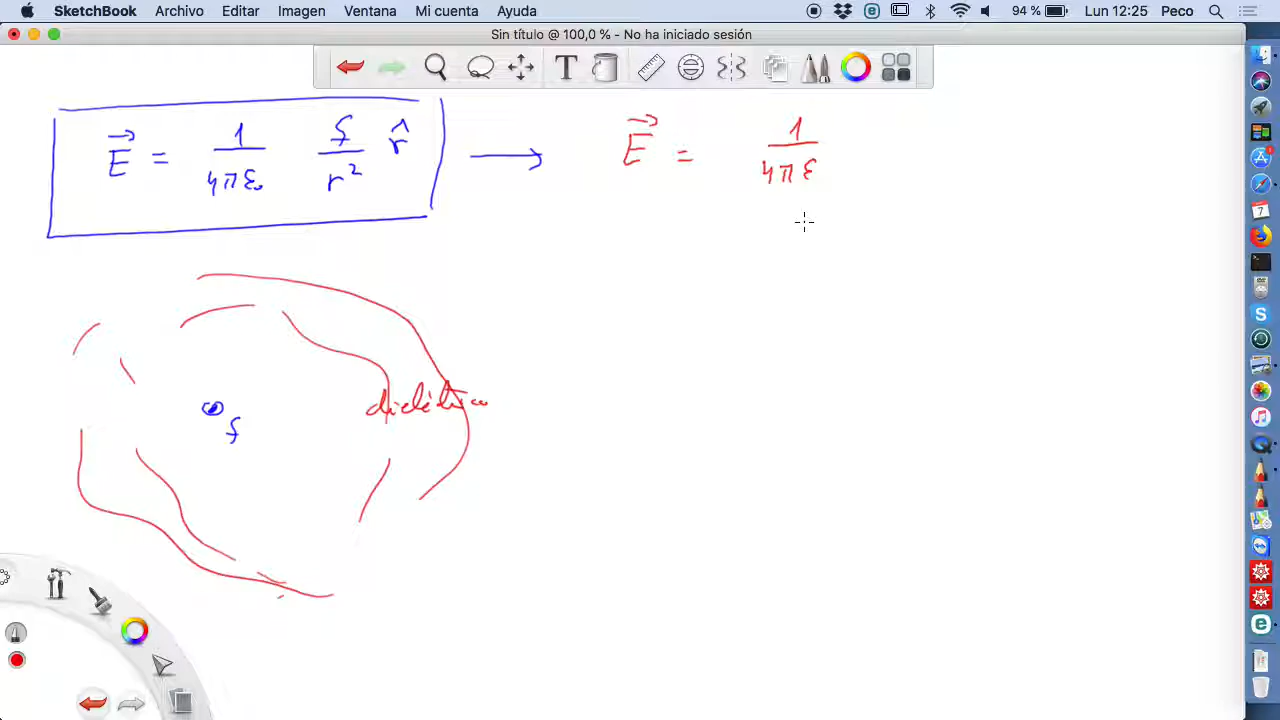 SketchBook Archivo Editar Imagen Ventana Mi cuenta Ayuda 94 % Lun 12:25 Peco
Sin título @ 100,0 % - No ha iniciado sesión
T
E⃗ = 1/4πε₀ f/r² r̂ → E⃗ = 1/4πε
dieléctrico
f
7